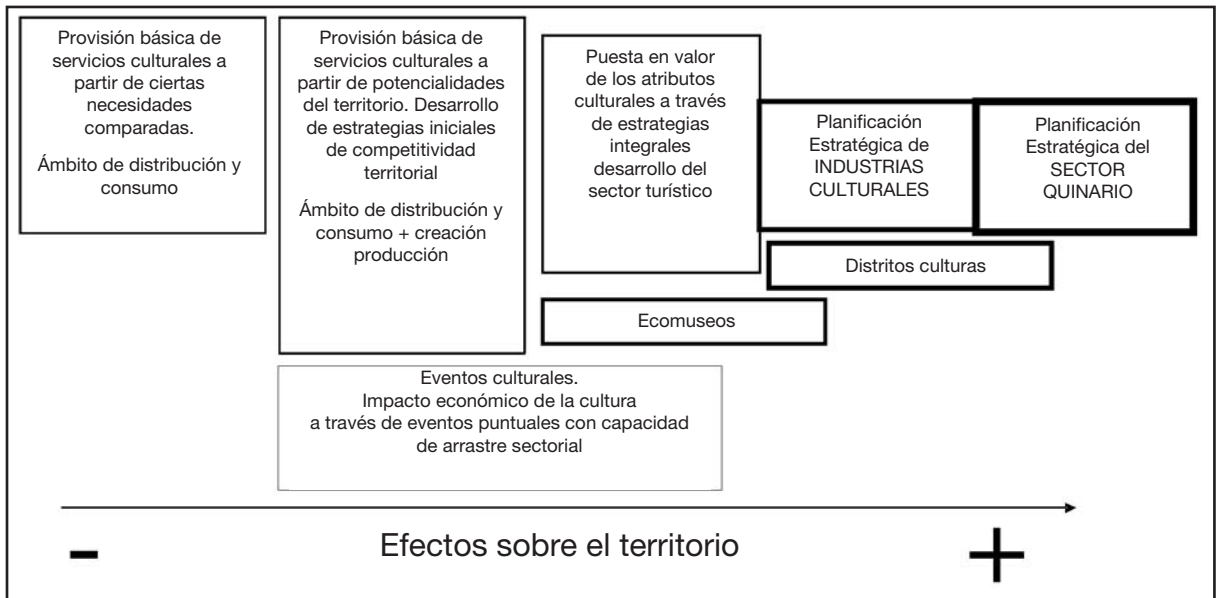 Provisión básica de
servicios culturales a
partir de ciertas
necesidades
comparadas.
Ámbito de distribución y
consumo
Provisión básica de
servicios culturales a
partir de potencialidades
del territorio. Desarrollo
de estrategias iniciales
de competitividad
territorial
Ámbito de distribución y
consumo + creación
producción
Puesta en valor
de los atributos
culturales a través
de estrategias
integrales
desarrollo del
sector turístico
Planificación
Estratégica de
INDUSTRIAS
CULTURALES
Planificación
Estratégica del
SECTOR
QUINARIO
Distritos culturas
Ecomuseos
Eventos culturales.
Impacto económico de la cultura
a través de eventos puntuales con capacidad
de arrastre sectorial
- Efectos sobre el territorio +